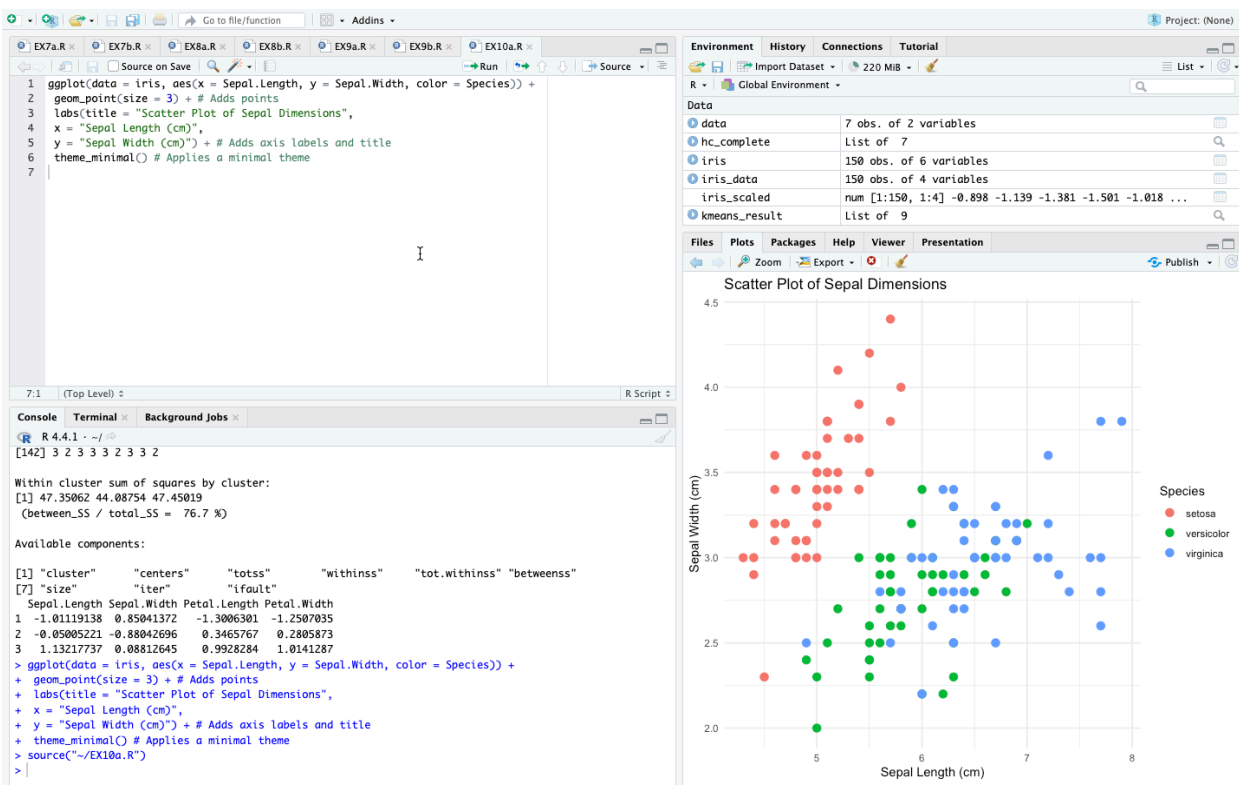 Go to file/function
Addins
Project: (None)
EX7a.R
EX7b.R
EX8a.R
EX8b.R
EX9a.R
EX9b.R
EX10a.R
Source on Save
Run
Source
1 ggplot(data = iris, aes(x = Sepal.Length, y = Sepal.Width, color = Species)) +
2 geom_point(size = 3) + # Adds points
3 labs(title = "Scatter Plot of Sepal Dimensions",
4 x = "Sepal Length (cm)",
5 y = "Sepal Width (cm)") + # Adds axis labels and title
6 theme_minimal() # Applies a minimal theme
7
7:1 (Top Level) R Script
Console Terminal Background Jobs
R 4.4.1 · ~/
[142] 3 2 3 3 3 2 3 3 2
Within cluster sum of squares by cluster:
[1] 47.35062 44.08754 47.45019
(between_SS / total_SS = 76.7 %)
Available components:
[1] "cluster" "centers" "totss" "withinss" "tot.withinss" "betweenss"
[7] "size" "iter" "ifault"
Sepal.Length Sepal.Width Petal.Length Petal.Width
1 -1.01119138 0.85041372 -1.3006301 -1.2507035
2 -0.05005221 -0.88042696 0.3465767 0.2805873
3 1.13217737 0.08812645 0.9928284 1.0141287
> ggplot(data = iris, aes(x = Sepal.Length, y = Sepal.Width, color = Species)) +
+ geom_point(size = 3) + # Adds points
+ labs(title = "Scatter Plot of Sepal Dimensions",
+ x = "Sepal Length (cm)",
+ y = "Sepal Width (cm)") + # Adds axis labels and title
+ theme_minimal() # Applies a minimal theme
> source("~/EX10a.R")
>
Environment History Connections Tutorial
Import Dataset 220 MiB List
R Global Environment
Data
data 7 obs. of 2 variables
hc_complete List of 7
iris 150 obs. of 6 variables
iris_data 150 obs. of 4 variables
iris_scaled num [1:150, 1:4] -0.898 -1.139 -1.381 -1.501 -1.018 ...
kmeans_result List of 9
Files Plots Packages Help Viewer Presentation
Zoom Export Publish
Scatter Plot of Sepal Dimensions
4.5
4.0
3.5
3.0
2.5
2.0
Sepal Width (cm)
5 6 7 8
Sepal Length (cm)
Species
setosa
versicolor
virginica